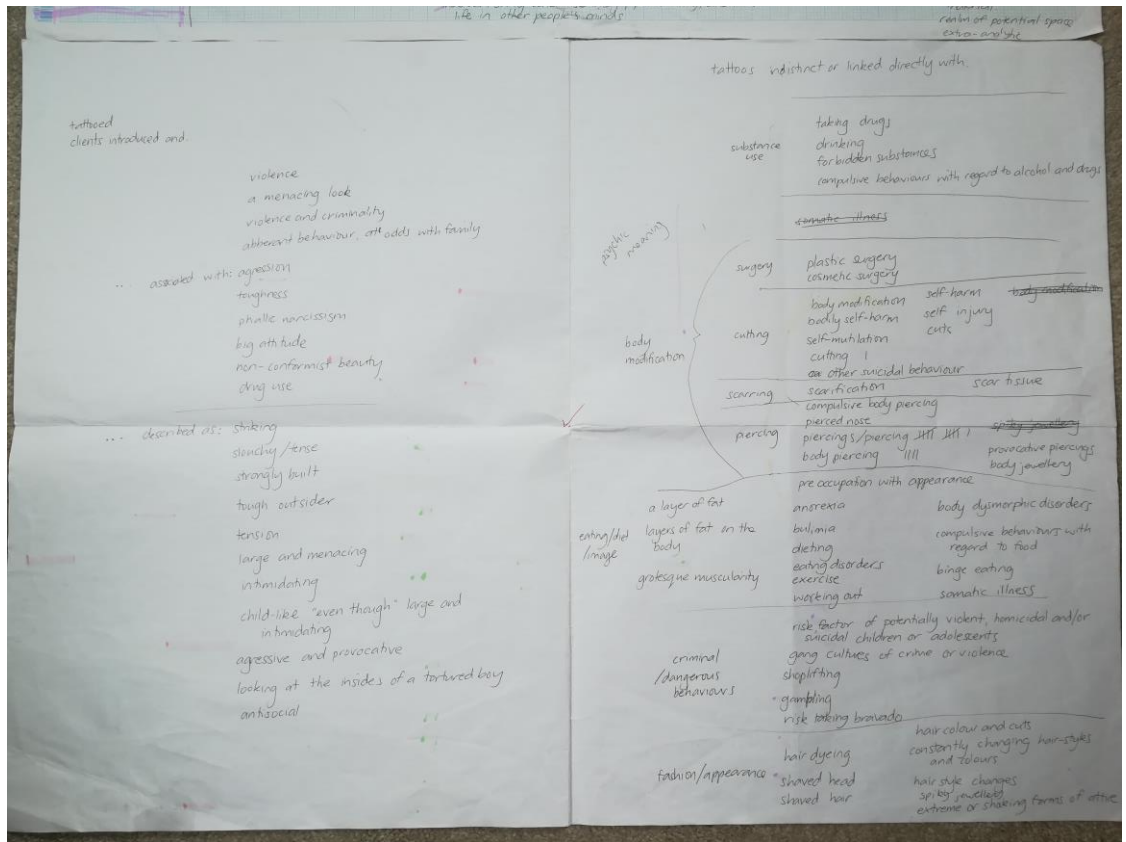 life in other people's minds
realm of potential space
extra-analytic
tattooed
clients introduced and.
violence
a menacing look
violence and criminality
abherant behaviour, at odds with family
... associated with: agression
toughness
phallic narcissism
big attitude
non-conformist beauty
drug use
... described as: striking
slouchy/tense
strongly built
tough outsider
tension
large and menacing
intimidating
child-like "even though" large and
intimidating
agressive and provocative
looking at the insides of a tortured boy
antisocial
tattoos indistinct or linked directly with.
substance
use
taking drugs
drinking
forbidden substances
compulsive behaviours with regard to alcohol and drugs
somatic illness
psychic
meaning
body
modification
surgery
plastic surgery
cosmetic surgery
cutting
body modification self-harm body modification
bodily self-harm self injury
self-mutilation cuts
cutting I
other suicidal behaviour
scarring scarification scar tissue
piercing
compulsive body piercing
pierced nose
piercings/piercing spiky jewellery
body piercing IIII provocative piercings
body jewellery
pre occupation with appearance
eating/diet
/image
a layer of fat
layers of fat on the
body
grotesque muscularity
anorexia body dysmorphic disorders
bulimia compulsive behaviours with
dieting regard to food
eating disorders binge eating
exercise
working out somatic illness
criminal
/dangerous
behaviours
risk factor of potentially violent, homicidal and/or
suicidal children or adolescents
gang cultures of crime or violence
shoplifting
gambling
risk taking bravado
fashion/appearance
hair dyeing
shaved head
shaved hair
hair colour and cuts
constantly changing hair-styles
and colours
hair style changes
spiky jewellery
extreme or shocking forms of attire